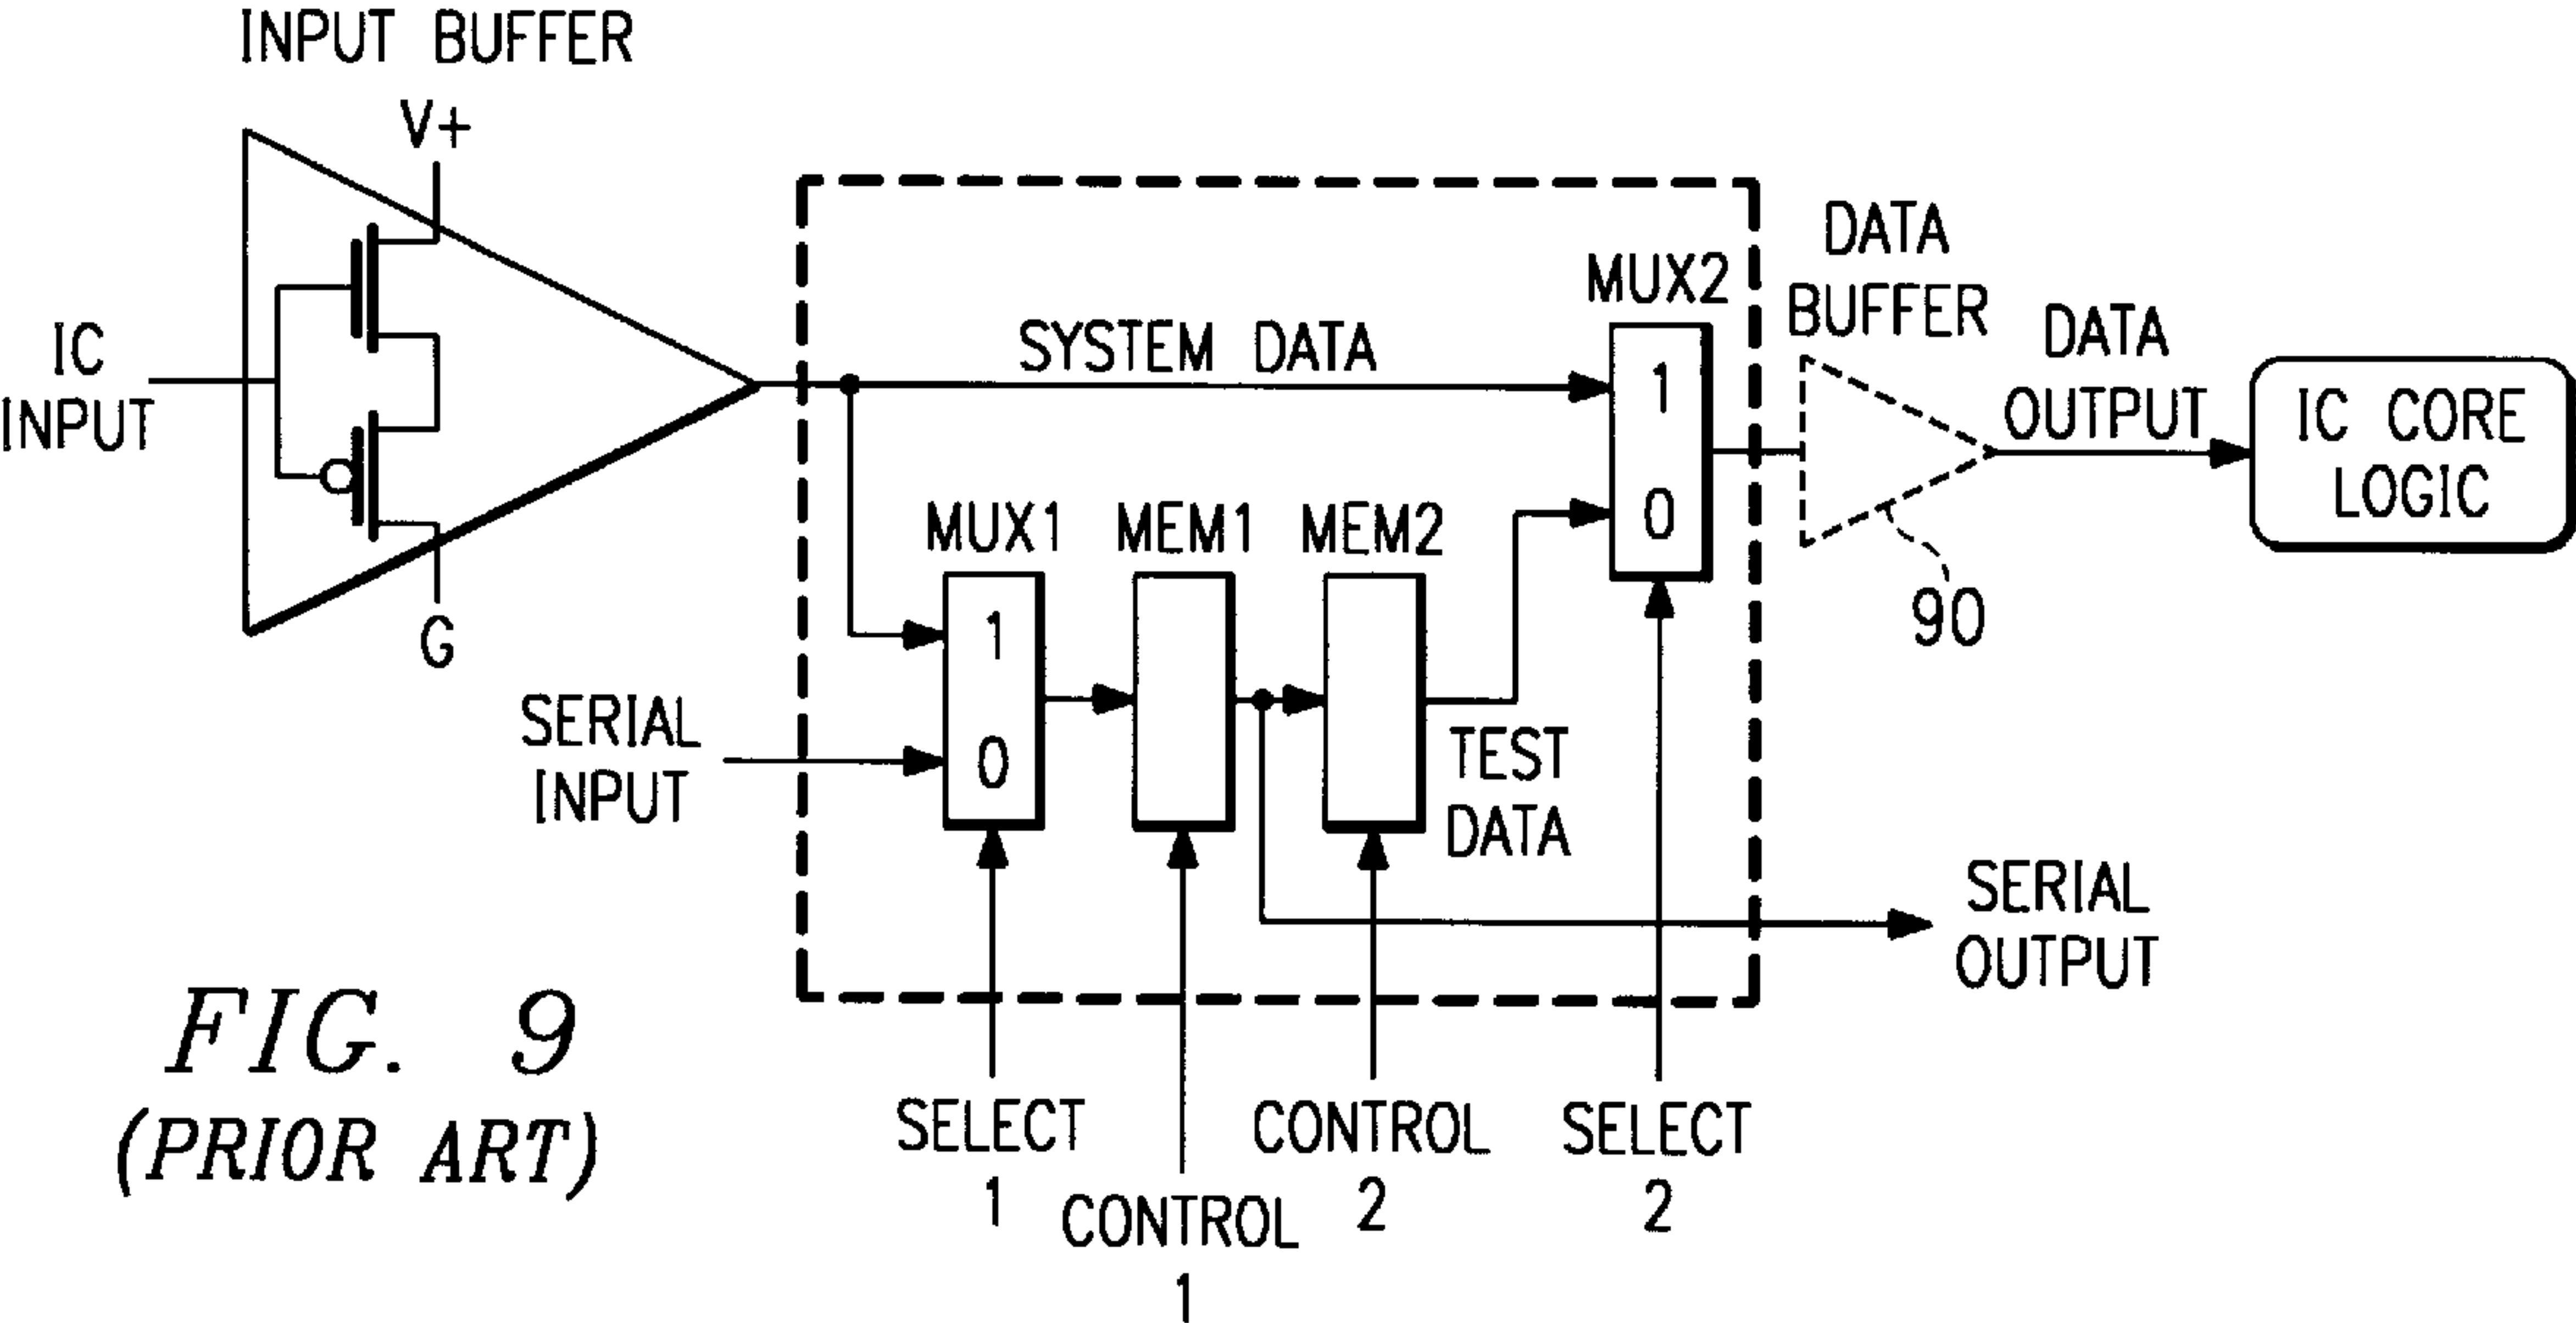 INPUT BUFFER
V+
IC
INPUT
G
SYSTEM DATA
MUX2
1
0
DATA
BUFFER
90
DATA
OUTPUT
IC CORE
LOGIC
MUX1
1
0
MEM1
MEM2
SERIAL
INPUT
TEST
DATA
SERIAL
OUTPUT
SELECT
1
CONTROL
1
CONTROL
2
SELECT
2
FIG. 9
(PRIOR ART)